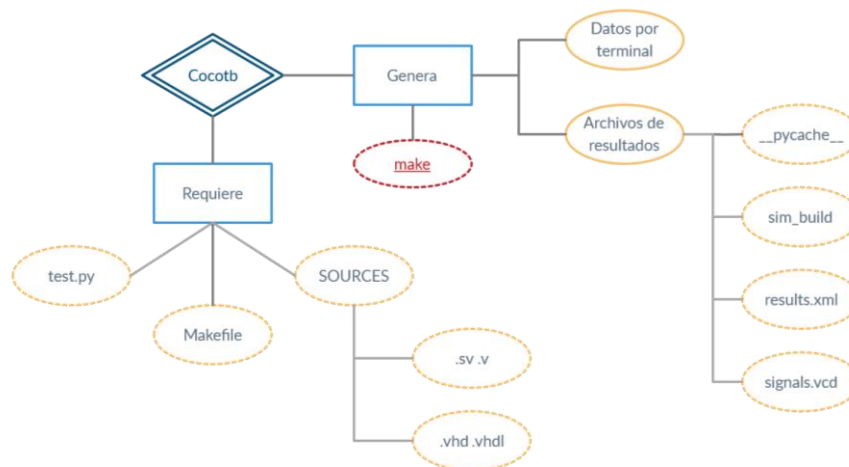 Cocotb
Genera
Datos por
terminal
Archivos de
resultados
__pycache__
make
Requiere
sim_build
test.py
SOURCES
results.xml
Makefile
.sv .v
signals.vcd
.vhd .vhdl